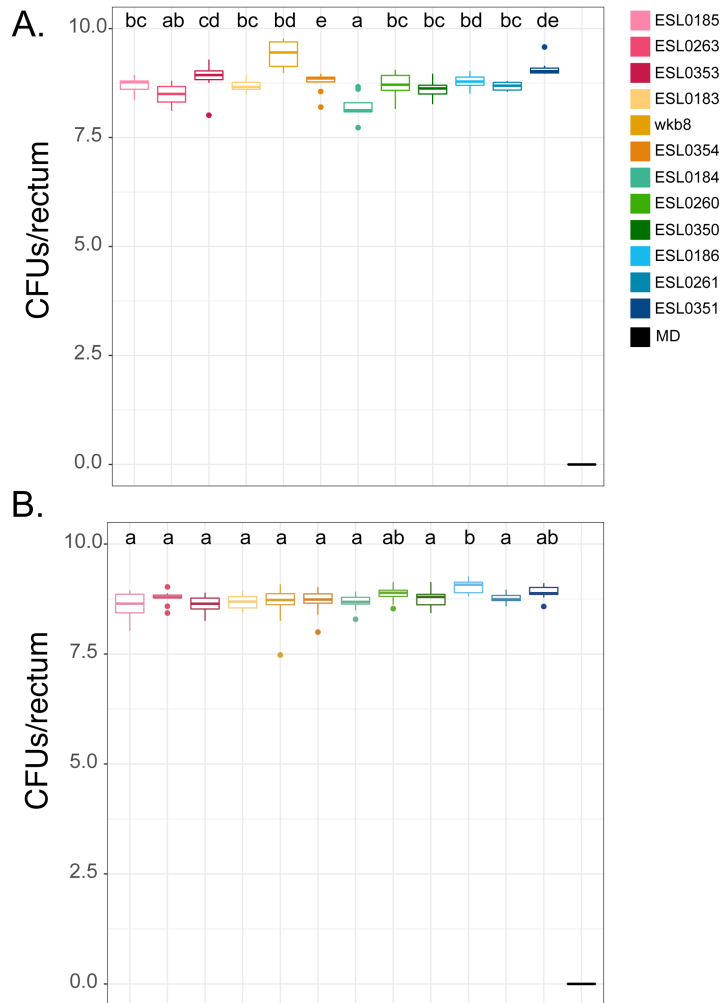 A.
bc ab cd bc bd e a bc bc bd bc de
10.0
7.5
5.0
2.5
0.0
CFUs/rectum
ESL0185
ESL0263
ESL0353
ESL0183
wkb8
ESL0354
ESL0184
ESL0260
ESL0350
ESL0186
ESL0261
ESL0351
MD
B.
a a a a a a a ab a b a ab
10.0
7.5
5.0
2.5
0.0
CFUs/rectum